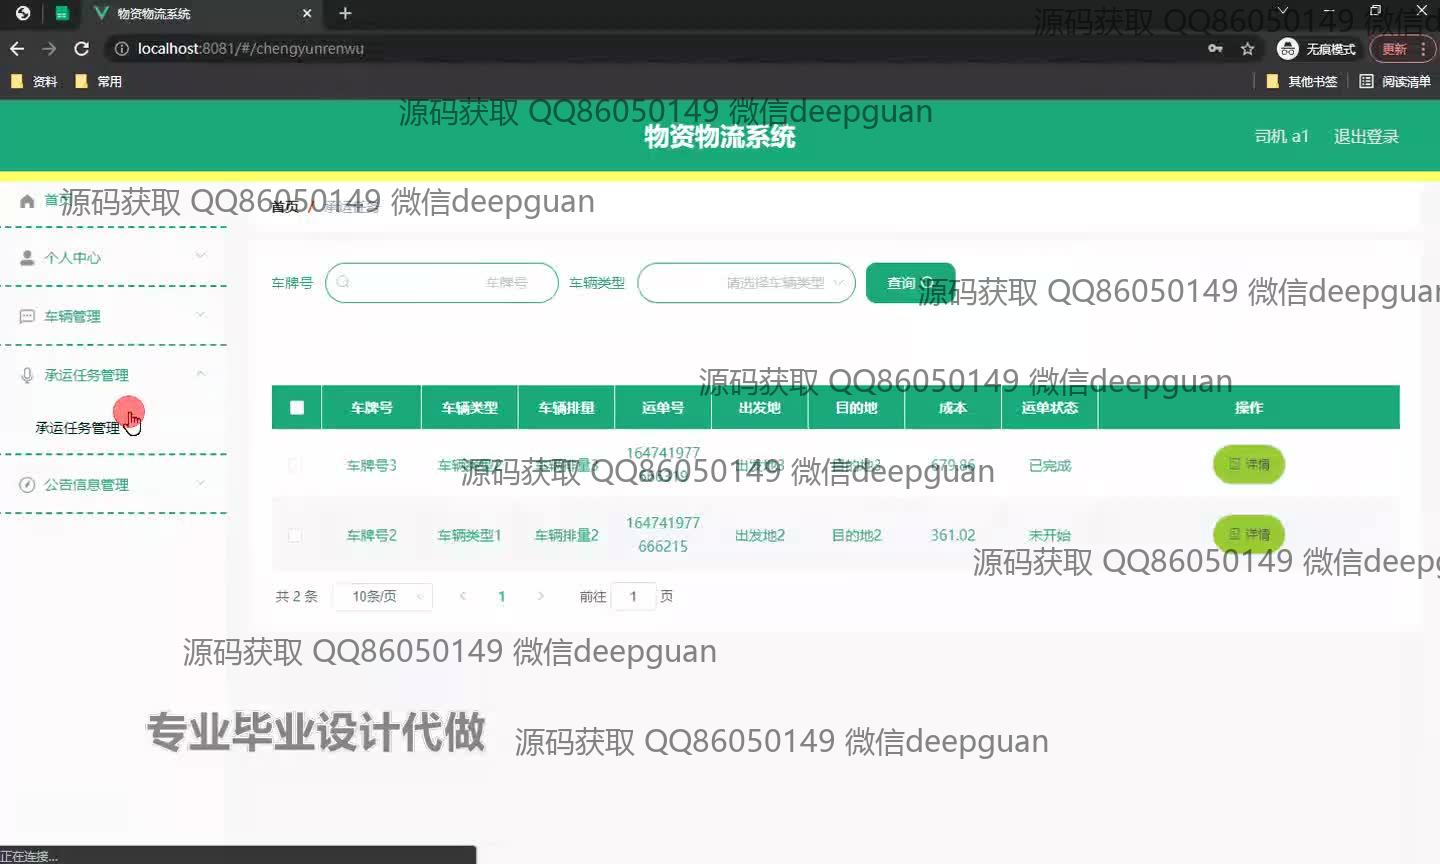 物资物流系统
localhost:8081/#/chengyunrenwu
无痕模式
更新
资料
常用
其他书签
阅读清单
源码获取 QQ86050149 微信deepguan
物资物流系统
司机 a1
退出登录
首页
源码获取 QQ86050149 微信deepguan
首页 / 承运任务
个人中心
车辆管理
承运任务管理
承运任务管理
公告信息管理
车牌号
车牌号
车辆类型
请选择车辆类型
查询
源码获取 QQ86050149 微信deepguan
源码获取 QQ86050149 微信deepguan
车牌号 车辆类型 车辆排量 运单号 出发地 目的地 成本 运单状态 操作
车牌号3 车辆类型2 车辆排量3 164741977 出发地3 目的地3 679.86 已完成 详情
666319
源码获取 QQ86050149 微信deepguan
车牌号2 车辆类型1 车辆排量2 164741977 出发地2 目的地2 361.02 未开始 详情
666215
源码获取 QQ86050149 微信deep
共 2 条 10条/页 1 前往 1 页
源码获取 QQ86050149 微信deepguan
专业毕业设计代做
源码获取 QQ86050149 微信deepguan
正在连接...